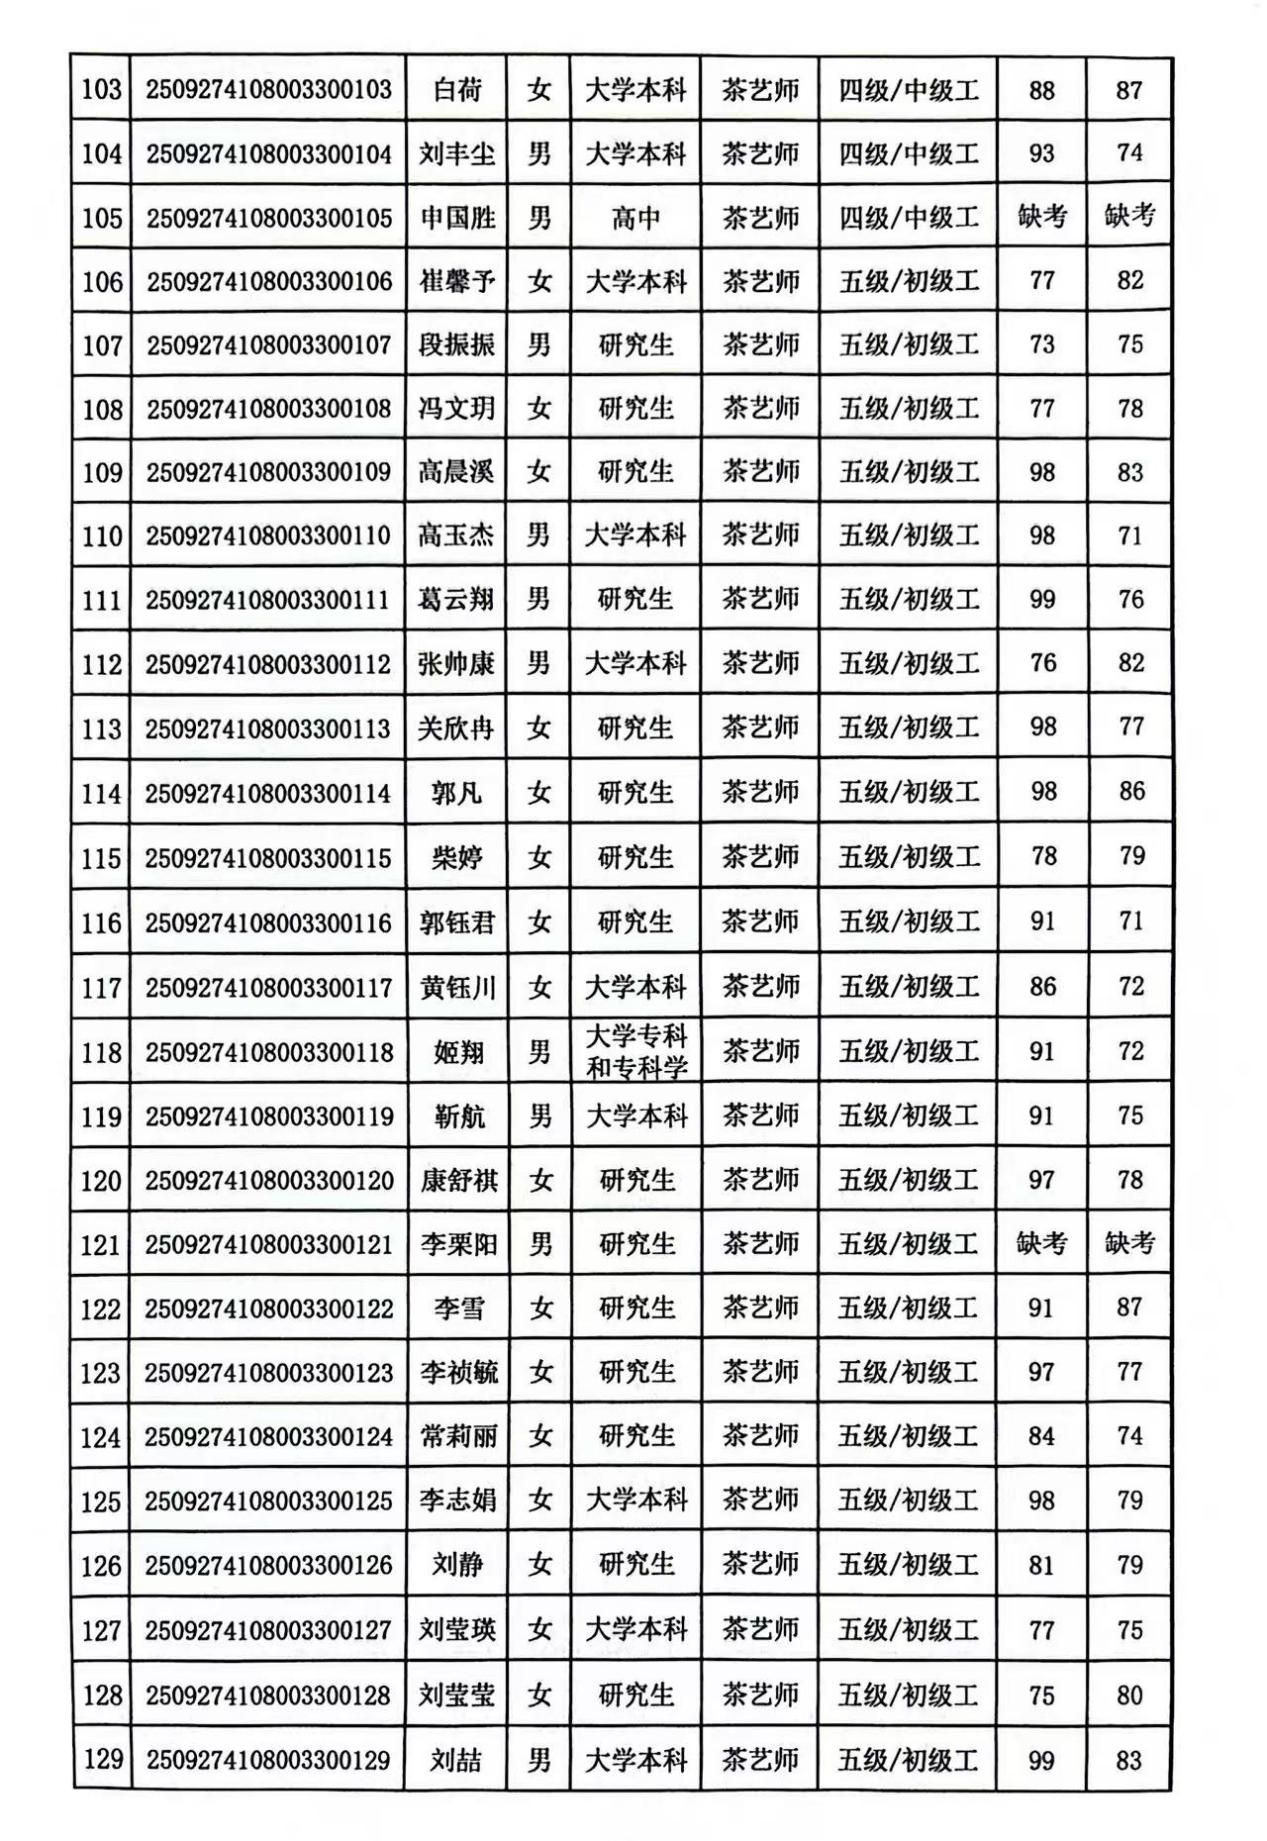 103 2509274108003300103 白荷 女 大学本科 茶艺师 四级/中级工 88 87
104 2509274108003300104 刘丰尘 男 大学本科 茶艺师 四级/中级工 93 74
105 2509274108003300105 申国胜 男 高中 茶艺师 四级/中级工 缺考 缺考
106 2509274108003300106 崔馨予 女 大学本科 茶艺师 五级/初级工 77 82
107 2509274108003300107 段振振 男 研究生 茶艺师 五级/初级工 73 75
108 2509274108003300108 冯文玥 女 研究生 茶艺师 五级/初级工 77 78
109 2509274108003300109 高晨溪 女 研究生 茶艺师 五级/初级工 98 83
110 2509274108003300110 高玉杰 男 大学本科 茶艺师 五级/初级工 98 71
111 2509274108003300111 葛云翔 男 研究生 茶艺师 五级/初级工 99 76
112 2509274108003300112 张帅康 男 大学本科 茶艺师 五级/初级工 76 82
113 2509274108003300113 关欣冉 女 研究生 茶艺师 五级/初级工 98 77
114 2509274108003300114 郭凡 女 研究生 茶艺师 五级/初级工 98 86
115 2509274108003300115 柴婷 女 研究生 茶艺师 五级/初级工 78 79
116 2509274108003300116 郭钰君 女 研究生 茶艺师 五级/初级工 91 71
117 2509274108003300117 黄钰川 女 大学本科 茶艺师 五级/初级工 86 72
118 2509274108003300118 姬翔 男 大学专科
和专科学 茶艺师 五级/初级工 91 72
119 2509274108003300119 靳航 男 大学本科 茶艺师 五级/初级工 91 75
120 2509274108003300120 康舒祺 女 研究生 茶艺师 五级/初级工 97 78
121 2509274108003300121 李栗阳 男 研究生 茶艺师 五级/初级工 缺考 缺考
122 2509274108003300122 李雪 女 研究生 茶艺师 五级/初级工 91 87
123 2509274108003300123 李祯毓 女 研究生 茶艺师 五级/初级工 97 77
124 2509274108003300124 常莉丽 女 研究生 茶艺师 五级/初级工 84 74
125 2509274108003300125 李志娟 女 大学本科 茶艺师 五级/初级工 98 79
126 2509274108003300126 刘静 女 研究生 茶艺师 五级/初级工 81 79
127 2509274108003300127 刘莹瑛 女 大学本科 茶艺师 五级/初级工 77 75
128 2509274108003300128 刘莹莹 女 研究生 茶艺师 五级/初级工 75 80
129 2509274108003300129 刘喆 男 大学本科 茶艺师 五级/初级工 99 83